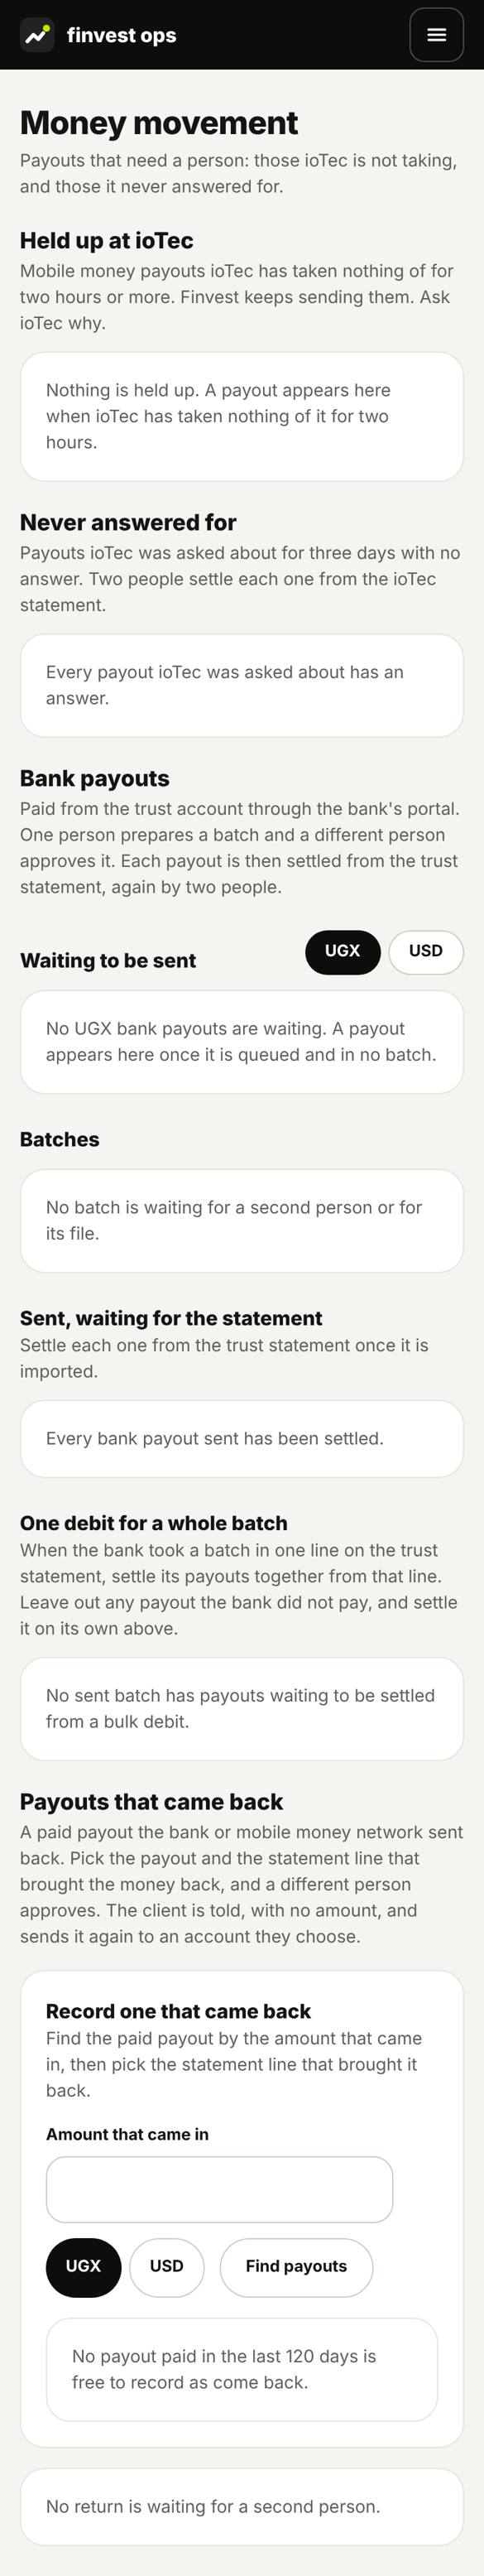 finvest ops
Money movement
Payouts that need a person: those ioTec is not taking,
and those it never answered for.
Held up at ioTec
Mobile money payouts ioTec has taken nothing of for
two hours or more. Finvest keeps sending them. Ask
ioTec why.
Nothing is held up. A payout appears here
when ioTec has taken nothing of it for two
hours.
Never answered for
Payouts ioTec was asked about for three days with no
answer. Two people settle each one from the ioTec
statement.
Every payout ioTec was asked about has an
answer.
Bank payouts
Paid from the trust account through the bank's portal.
One person prepares a batch and a different person
approves it. Each payout is then settled from the trust
statement, again by two people.
Waiting to be sent
UGX
USD
No UGX bank payouts are waiting. A payout
appears here once it is queued and in no batch.
Batches
No batch is waiting for a second person or for
its file.
Sent, waiting for the statement
Settle each one from the trust statement once it is
imported.
Every bank payout sent has been settled.
One debit for a whole batch
When the bank took a batch in one line on the trust
statement, settle its payouts together from that line.
Leave out any payout the bank did not pay, and settle
it on its own above.
No sent batch has payouts waiting to be settled
from a bulk debit.
Payouts that came back
A paid payout the bank or mobile money network sent
back. Pick the payout and the statement line that
brought the money back, and a different person
approves. The client is told, with no amount, and
sends it again to an account they choose.
Record one that came back
Find the paid payout by the amount that came
in, then pick the statement line that brought it
back.
Amount that came in
UGX
USD
Find payouts
No payout paid in the last 120 days is
free to record as come back.
No return is waiting for a second person.